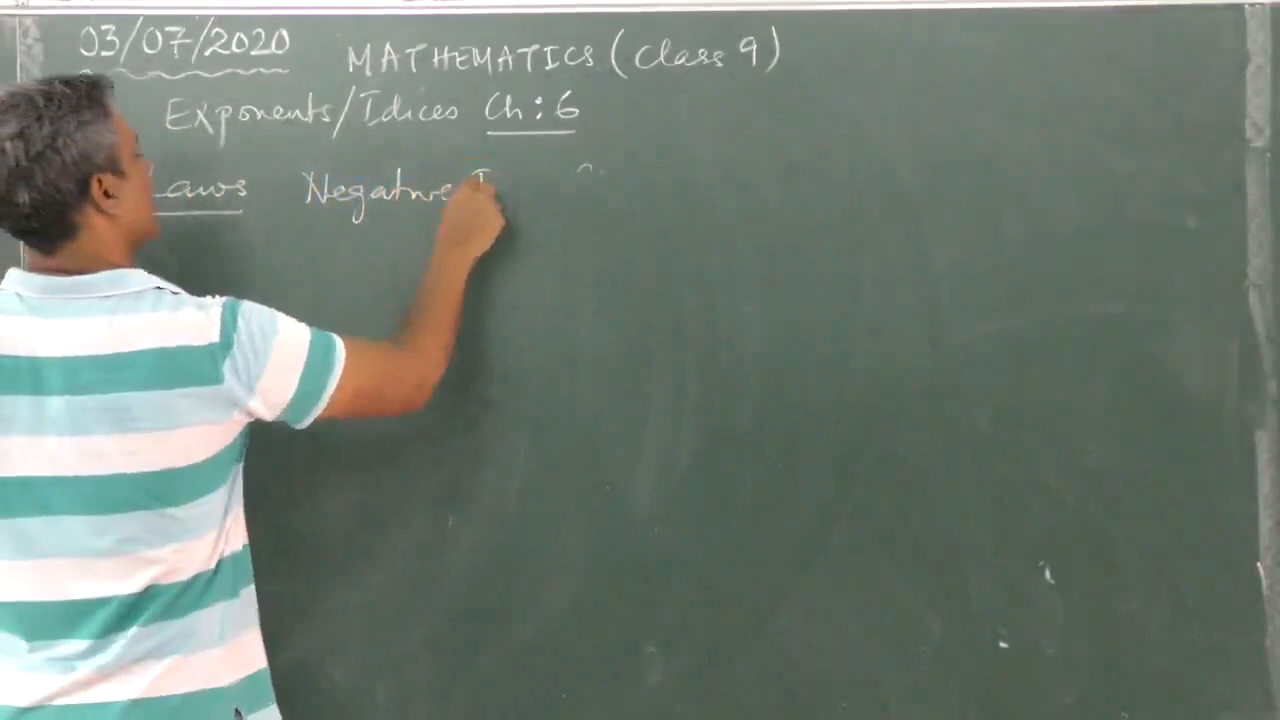 03/07/2020 MATHEMATICS (Class 9)
Exponents/Idices Ch: 6
Laws Negative I